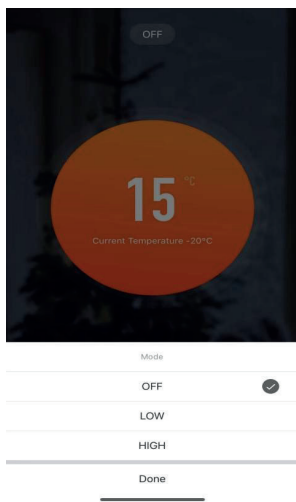 OFF
15 °C
Current Temperature -20°C
Mode
OFF
LOW
HIGH
Done